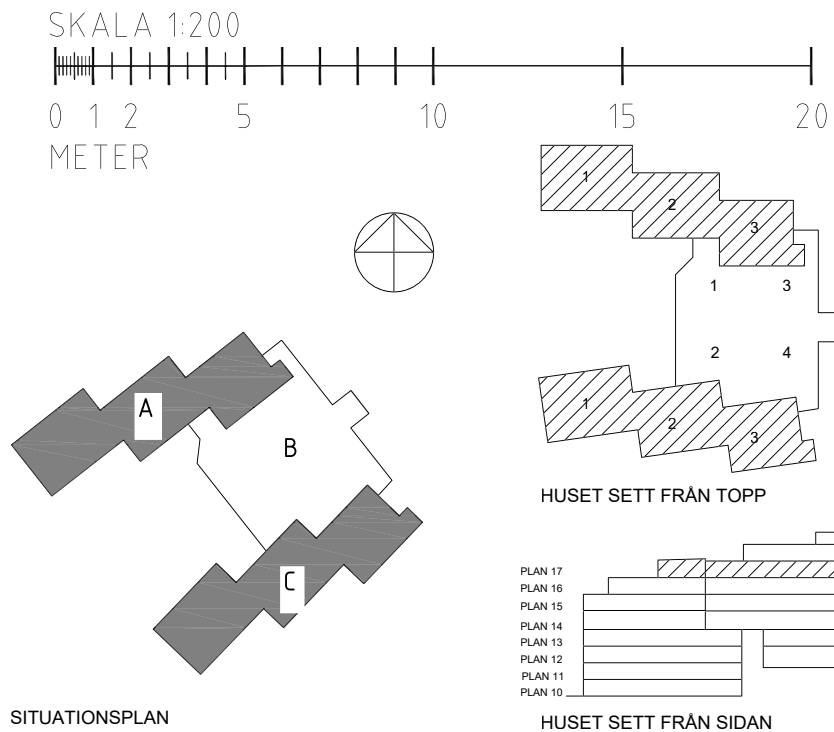 SKALA 1:200
0 1 2 5 10 15 20
METER
1
2
3
1 3
2 4
1
2
3
HUSET SETT FRÅN TOPP
A
B
C
SITUATIONSPLAN
PLAN 17
PLAN 16
PLAN 15
PLAN 14
PLAN 13
PLAN 12
PLAN 11
PLAN 10
HUSET SETT FRÅN SIDAN